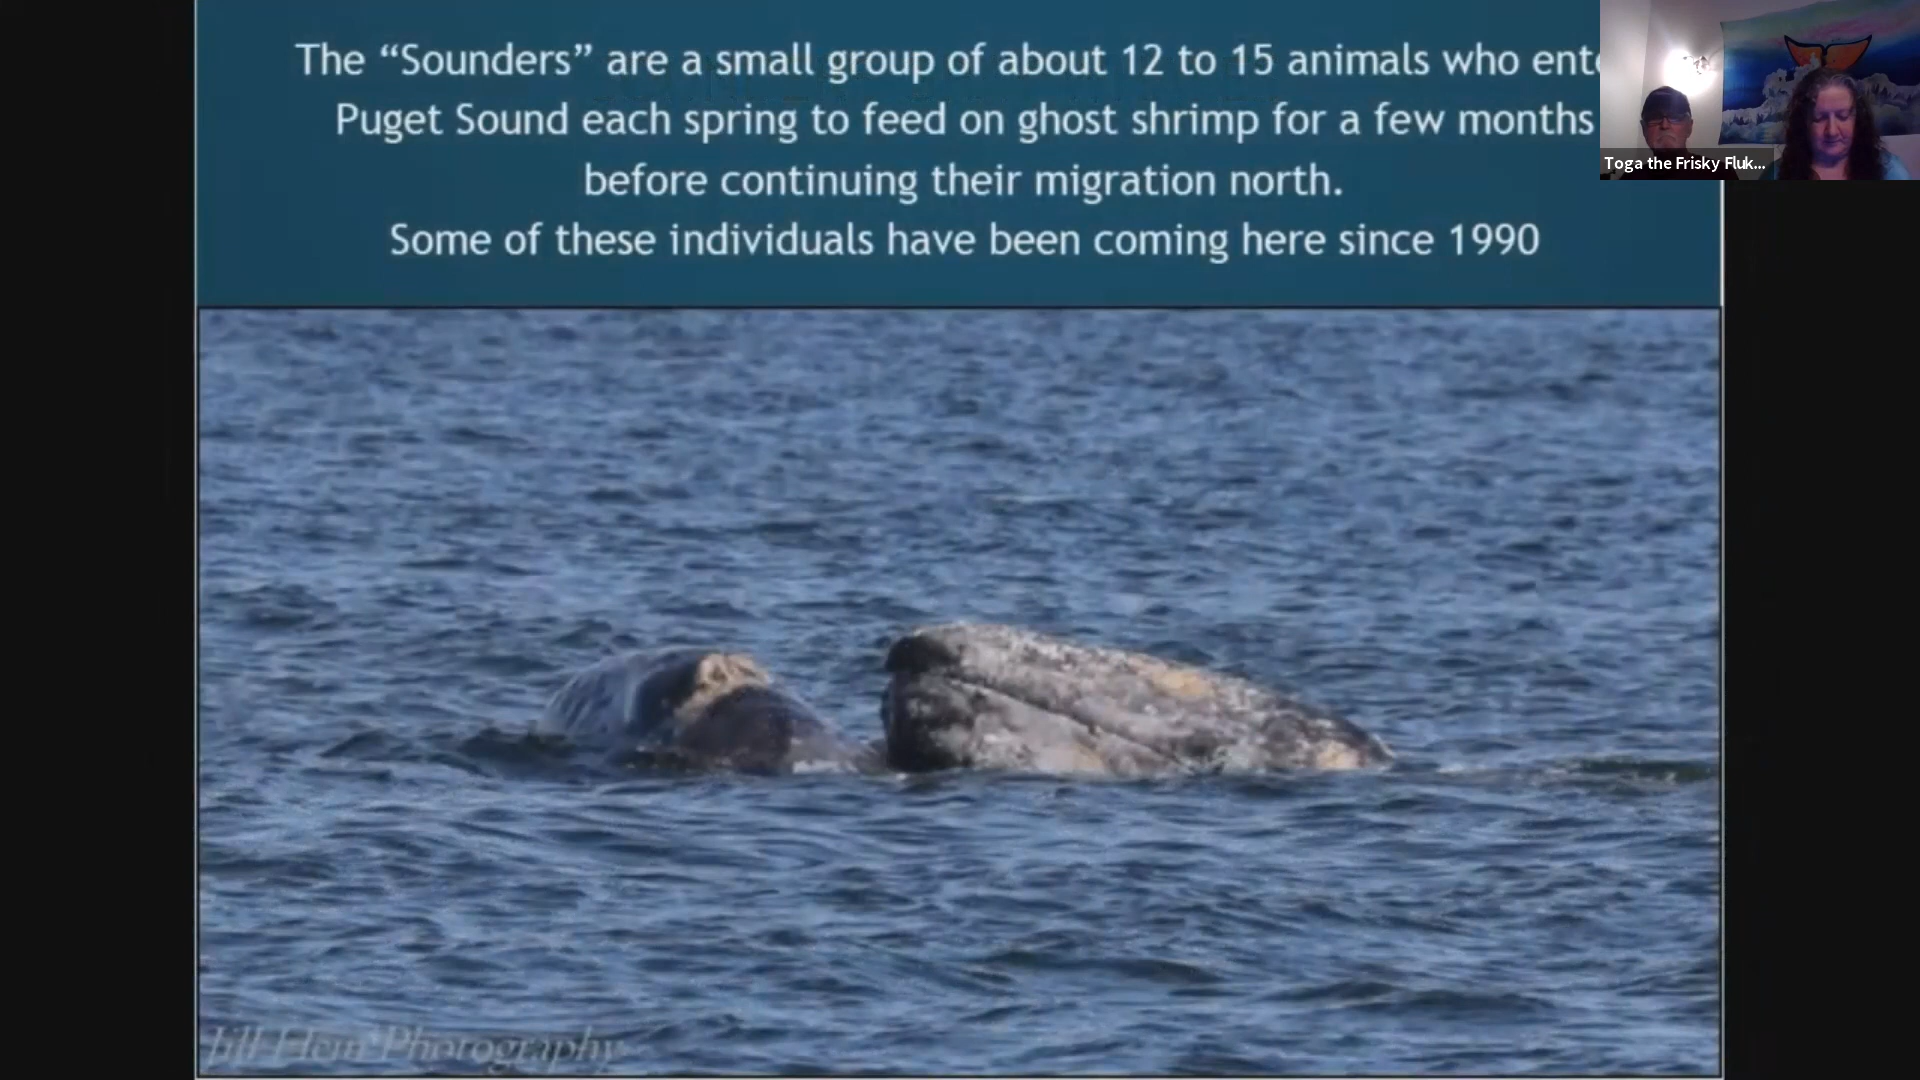 The “Sounders” are a small group of about 12 to 15 animals who ente
Puget Sound each spring to feed on ghost shrimp for a few months
before continuing their migration north.
Some of these individuals have been coming here since 1990
Toga the Frisky Fluk...
Photography